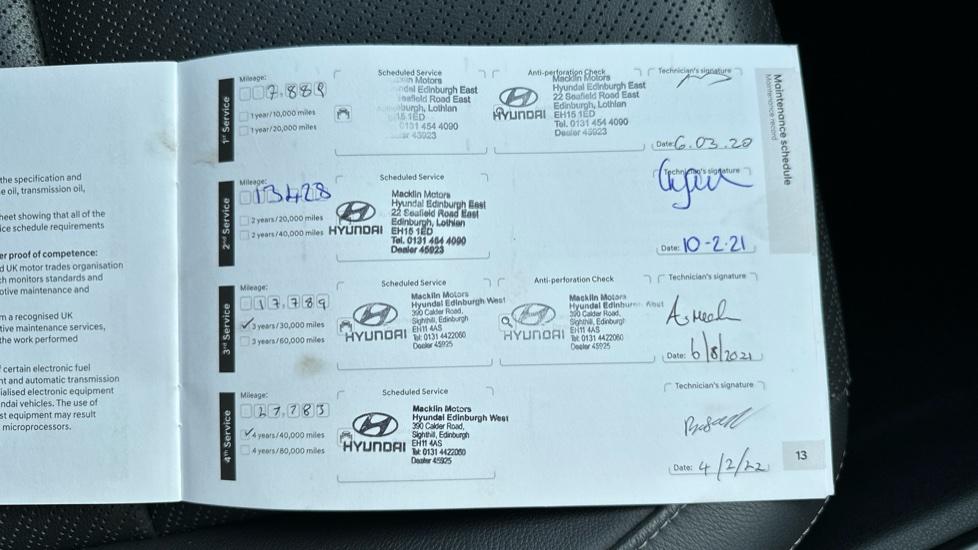 the specification and
e oil, transmission oil,
heet showing that all of the
ice schedule requirements
er proof of competence:
d UK motor trades organisation
ch monitors standards and
otive maintenance and
m a recognised UK
tive maintenance services,
the work performed
f certain electronic fuel
nt and automatic transmission
ialised electronic equipment
ndai vehicles. The use of
st equipment may result
microprocessors.
Maintenance schedule
Maintenance record
1st Service
Mileage:
7,889
1 year/10,000 miles
1 year/20,000 miles
Scheduled Service
klin Motors
ndai Edinburgh East
Seafield Road East
nburgh, Lothian
15 1ED
0131 454 4090
er 45923
Anti-perforation Check
HYUNDAI
Macklin Motors
Hyundai Edinburgh East
22 Seafield Road East
Edinburgh, Lothian
EH15 1ED
Tel. 0131 454 4090
Dealer 45923
Technician's signature
Date: 6.03.20
2nd Service
Mileage:
13428
2 years/20,000 miles
2 years/40,000 miles
Scheduled Service
HYUNDAI
Macklin Motors
Hyundai Edinburgh East
22 Seafield Road East
Edinburgh, Lothian
EH15 1ED
Tel. 0131 454 4090
Dealer 45923
Technician's signature
Date: 10-2-21
3rd Service
Mileage:
17,789
3 years/30,000 miles
3 years/60,000 miles
Scheduled Service
HYUNDAI
Macklin Motors
Hyundai Edinburgh West
390 Calder Road,
Sighthill, Edinburgh
EH11 4AS
Tel: 0131 4422060
Dealer 45925
Anti-perforation Check
HYUNDAI
Macklin Motors
Hyundai Edinburgh West
390 Calder Road,
Sighthill, Edinburgh
EH11 4AS
Tel: 0131 4422060
Dealer 45925
Technician's signature
Date: 6/8/2021
4th Service
Mileage:
27,783
4 years/40,000 miles
4 years/80,000 miles
Scheduled Service
HYUNDAI
Macklin Motors
Hyundai Edinburgh West
390 Calder Road,
Sighthill, Edinburgh
EH11 4AS
Tel: 0131 4422060
Dealer 45925
Technician's signature
Date: 4/2/22
13